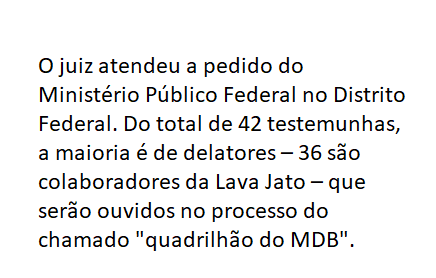 O juiz atendeu a pedido do
Ministério Público Federal no Distrito
Federal. Do total de 42 testemunhas,
a maioria é de delatores – 36 são
colaboradores da Lava Jato – que
serão ouvidos no processo do
chamado "quadrilhão do MDB".